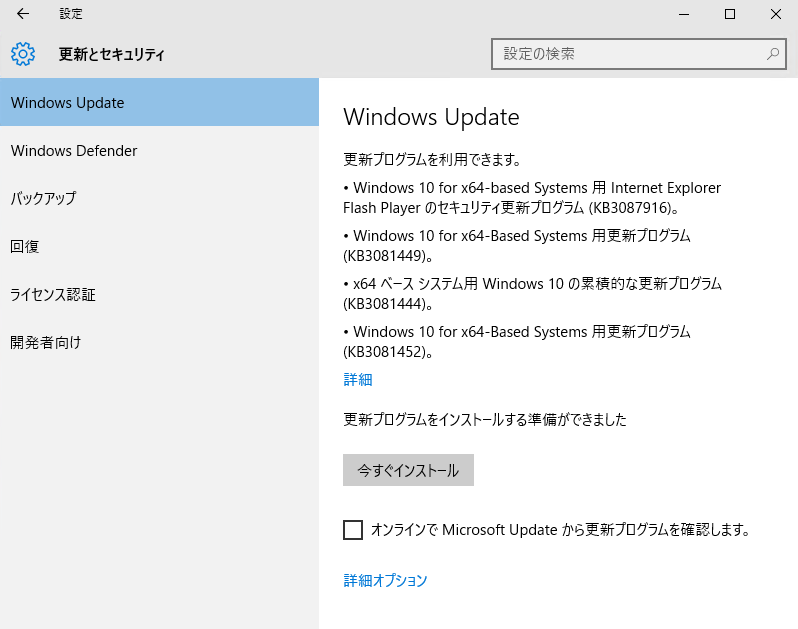 設定
更新とセキュリティ
設定の検索
Windows Update
Windows Defender
バックアップ
回復
ライセンス認証
開発者向け
Windows Update
更新プログラムを利用できます。
• Windows 10 for x64-based Systems 用 Internet Explorer
Flash Player のセキュリティ更新プログラム (KB3087916)。
• Windows 10 for x64-Based Systems 用更新プログラム
(KB3081449)。
• x64 ベース システム用 Windows 10 の累積的な更新プログラム
(KB3081444)。
• Windows 10 for x64-Based Systems 用更新プログラム
(KB3081452)。
詳細
更新プログラムをインストールする準備ができました
今すぐインストール
オンラインで Microsoft Update から更新プログラムを確認します。
詳細オプション